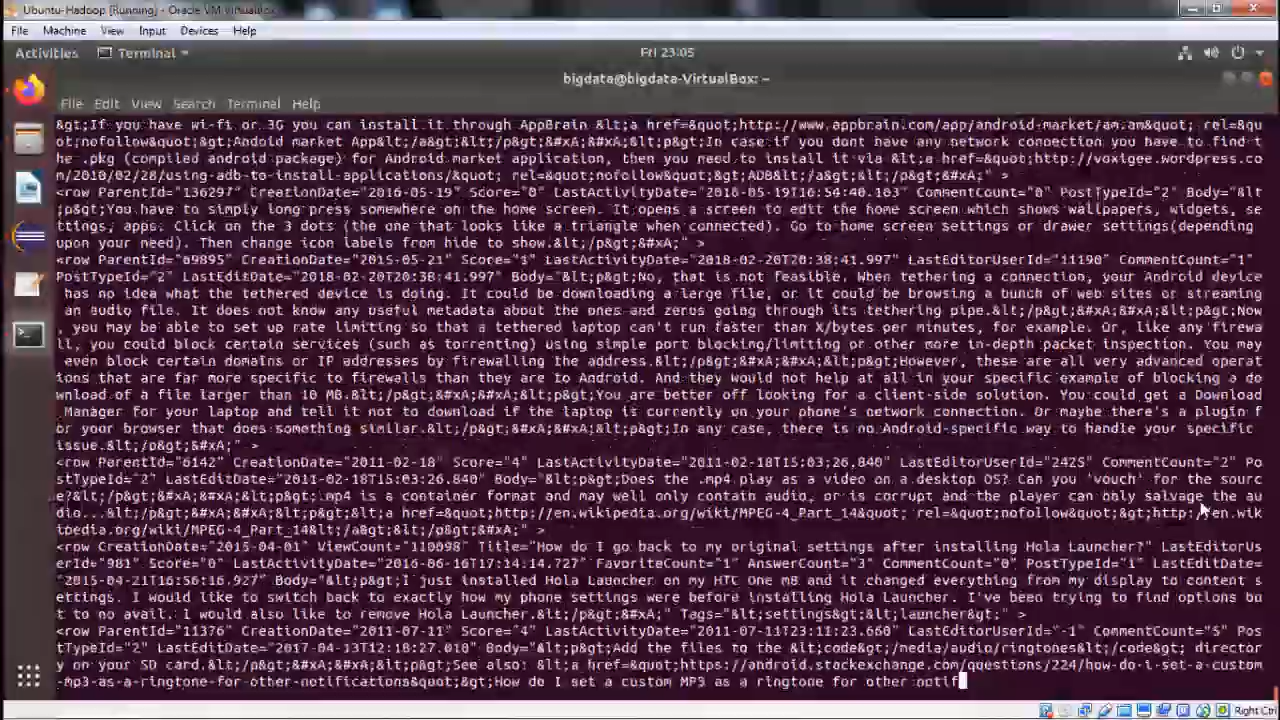 Ubuntu-Hadoop [Running] - Oracle VM VirtualBox
File Machine View Input Devices Help
Activities Terminal Fri 23:05
bigdata@bigdata-VirtualBox: ~
File Edit View Search Terminal Help
&gt;If you have wi-fi or 3G you can install it through AppBrain &lt;a href=&quot;http://www.appbrain.com/app/android-market/am.am&quot; rel=&qu
ot;nofollow&quot;&gt;Andoid market App&lt;/a&gt;In case if you dont have any network connection you have to find t
he .pkg (compiled android package) for Android market application, then you need to install it via &lt;a href=&quot;http://voxigee.wordpress.co
m/2010/02/28/using-adb-to-install-applications/&quot; rel=&quot;nofollow&quot;&gt;ADB&lt;/a&gt;&#xA;" >
<row ParentId="136297" CreationDate="2016-05-19" Score="0" LastActivityDate="2016-05-19T16:54:40.103" CommentCount="0" PostTypeId="2" Body="&lt
;p&gt;You have to simply long press somewhere on the home screen. It opens a screen to edit the home screen which shows wallpapers, widgets, se
ttings, apps. Click on the 3 dots (the one that looks like a triangle when connected). Go to home screen settings or drawer settings(depending
upon your need). Then change icon labels from hide to show.&lt;/p&gt;&#xA;" >
<row ParentId="69895" CreationDate="2015-05-21" Score="1" LastActivityDate="2018-02-20T20:38:41.997" LastEditorUserId="11190" CommentCount="1"
PostTypeId="2" LastEditDate="2018-02-20T20:38:41.997" Body="&lt;p&gt;No, that is not feasible. When tethering a connection, your Android device
has no idea what the tethered device is doing. It could be downloading a large file, or it could be browsing a bunch of web sites or streaming
an audio file. It does not know any useful metadata about the ones and zeros going through its tethering pipe.&lt;/p&gt;&#xA;&#xA;&lt;p&gt;Now
, you may be able to set up rate limiting so that a tethered laptop can't run faster than X/bytes per minutes, for example. Or, like any firewa
ll, you could block certain services (such as torrenting) using simple port blocking/limiting or other more in-depth packet inspection. You may
even block certain domains or IP addresses by firewalling the address.&lt;/p&gt;&#xA;&#xA;&lt;p&gt;However, these are all very advanced operat
ions that are far more specific to firewalls than they are to Android. And they would not help at all in your specific example of blocking a do
wnload of a file larger than 10 MB.&lt;/p&gt;&#xA;&#xA;&lt;p&gt;You are better off looking for a client-side solution. You could get a Download
Manager for your laptop and tell it not to download if the laptop is currently on your phone's network connection. Or maybe there's a plugin f
or your browser that does something similar.&lt;/p&gt;&#xA;&#xA;&lt;p&gt;In any case, there is no Android-specific way to handle your specific
issue.&lt;/p&gt;&#xA;" >
<row ParentId="6142" CreationDate="2011-02-18" Score="4" LastActivityDate="2011-02-18T15:03:26.840" LastEditorUserId="2425" CommentCount="2" Po
stTypeId="2" LastEditDate="2011-02-18T15:03:26.840" Body="&lt;p&gt;Does the .mp4 play as a video on a desktop OS? Can you 'vouch' for the sourc
e?&lt;/p&gt;&#xA;&#xA;&lt;p&gt;.mp4 is a container format and may well only contain audio, or is corrupt and the player can only salvage the au
dio...&lt;/p&gt;&#xA;&#xA;&lt;p&gt;&lt;a href=&quot;http://en.wikipedia.org/wiki/MPEG-4_Part_14&quot; rel=&quot;nofollow&quot;&gt;http://en.wik
ipedia.org/wiki/MPEG-4_Part_14&lt;/a&gt;&lt;/p&gt;&#xA;" >
<row CreationDate="2015-04-01" ViewCount="110098" Title="How do I go back to my original settings after installing Hola Launcher?" LastEditorUs
erId="981" Score="0" LastActivityDate="2016-06-16T17:14:14.727" FavoriteCount="1" AnswerCount="3" CommentCount="0" PostTypeId="1" LastEditDate=
"2015-04-21T16:56:16.927" Body="&lt;p&gt;I just installed Hola Launcher on my HTC One m8 and it changed everything from my display to content s
ettings. I would like to switch back to exactly how my phone settings were before installing Hola Launcher. I've been trying to find options bu
t to no avail. I would also like to remove Hola Launcher.&lt;/p&gt;&#xA;" Tags="&lt;settings&gt;&lt;launcher&gt;" >
<row ParentId="11376" CreationDate="2011-07-11" Score="4" LastActivityDate="2011-07-11T23:11:23.660" LastEditorUserId="-1" CommentCount="5" Pos
tTypeId="2" LastEditDate="2017-04-13T12:18:27.010" Body="&lt;p&gt;Add the files to the &lt;code&gt;/media/audio/ringtones&lt;/code&gt; director
y on your SD card.&lt;/p&gt;&#xA;&#xA;&lt;p&gt;See also: &lt;a href=&quot;https://android.stackexchange.com/questions/224/how-do-i-set-a-custom
-mp3-as-a-ringtone-for-other-notifications&quot;&gt;How do I set a custom MP3 as a ringtone for other notif
Right Ctrl